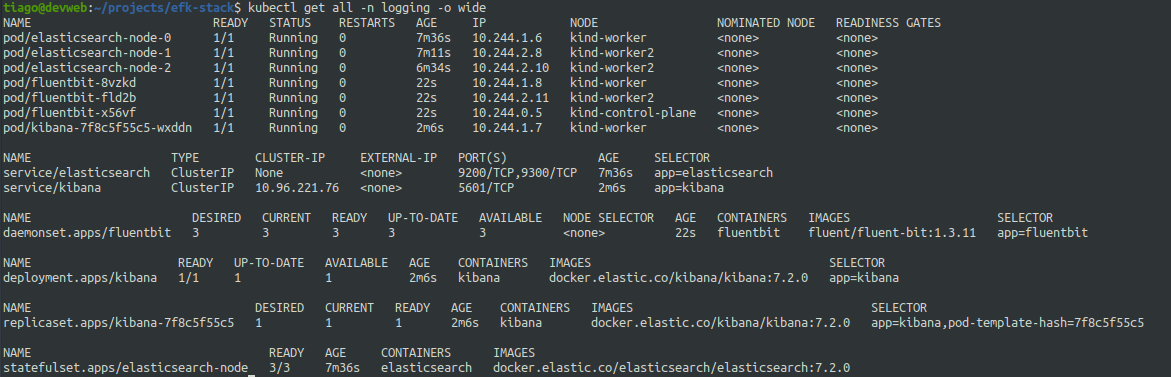 tiago@devweb:~/projects/efk-stack$ kubectl get all -n logging -o wide
NAME READY STATUS RESTARTS AGE IP NODE NOMINATED NODE READINESS GATES
pod/elasticsearch-node-0 1/1 Running 0 7m36s 10.244.1.6 kind-worker <none> <none>
pod/elasticsearch-node-1 1/1 Running 0 7m11s 10.244.2.8 kind-worker2 <none> <none>
pod/elasticsearch-node-2 1/1 Running 0 6m34s 10.244.2.10 kind-worker2 <none> <none>
pod/fluentbit-8vzkd 1/1 Running 0 22s 10.244.1.8 kind-worker <none> <none>
pod/fluentbit-fld2b 1/1 Running 0 22s 10.244.2.11 kind-worker2 <none> <none>
pod/fluentbit-x56vf 1/1 Running 0 22s 10.244.0.5 kind-control-plane <none> <none>
pod/kibana-7f8c5f55c5-wxddn 1/1 Running 0 2m6s 10.244.1.7 kind-worker <none> <none>
NAME TYPE CLUSTER-IP EXTERNAL-IP PORT(S) AGE SELECTOR
service/elasticsearch ClusterIP None <none> 9200/TCP,9300/TCP 7m36s app=elasticsearch
service/kibana ClusterIP 10.96.221.76 <none> 5601/TCP 2m6s app=kibana
NAME DESIRED CURRENT READY UP-TO-DATE AVAILABLE NODE SELECTOR AGE CONTAINERS IMAGES SELECTOR
daemonset.apps/fluentbit 3 3 3 3 3 <none> 22s fluentbit fluent/fluent-bit:1.3.11 app=fluentbit
NAME READY UP-TO-DATE AVAILABLE AGE CONTAINERS IMAGES SELECTOR
deployment.apps/kibana 1/1 1 1 2m6s kibana docker.elastic.co/kibana/kibana:7.2.0 app=kibana
NAME DESIRED CURRENT READY AGE CONTAINERS IMAGES SELECTOR
replicaset.apps/kibana-7f8c5f55c5 1 1 1 2m6s kibana docker.elastic.co/kibana/kibana:7.2.0 app=kibana,pod-template-hash=7f8c5f55c5
NAME READY AGE CONTAINERS IMAGES
statefulset.apps/elasticsearch-node 3/3 7m36s elasticsearch docker.elastic.co/elasticsearch/elasticsearch:7.2.0